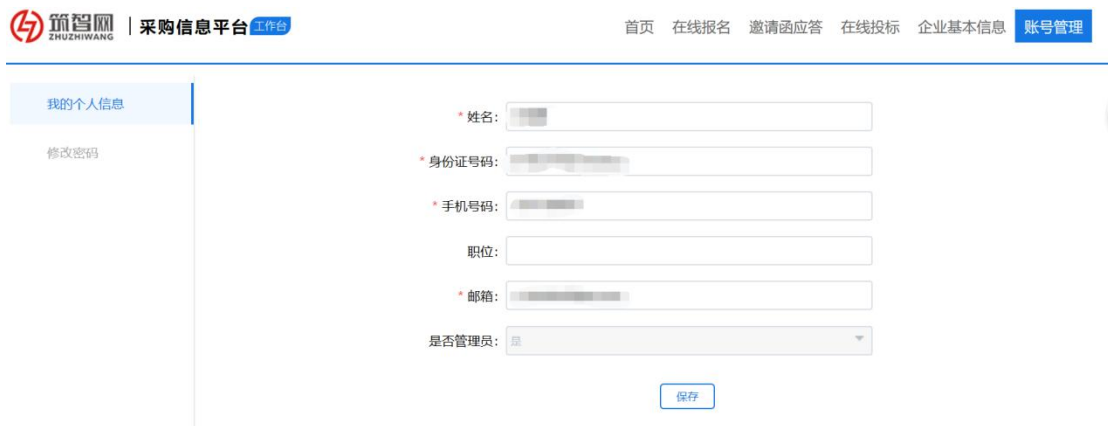 筑智网 ZHUZHIWANG 采购信息平台 工作台 首页 在线报名 邀请函应答 在线投标 企业基本信息 账号管理
我的个人信息
* 姓名:
修改密码
* 身份证号码:
* 手机号码:
职位:
* 邮箱:
是否管理员: 是
保存